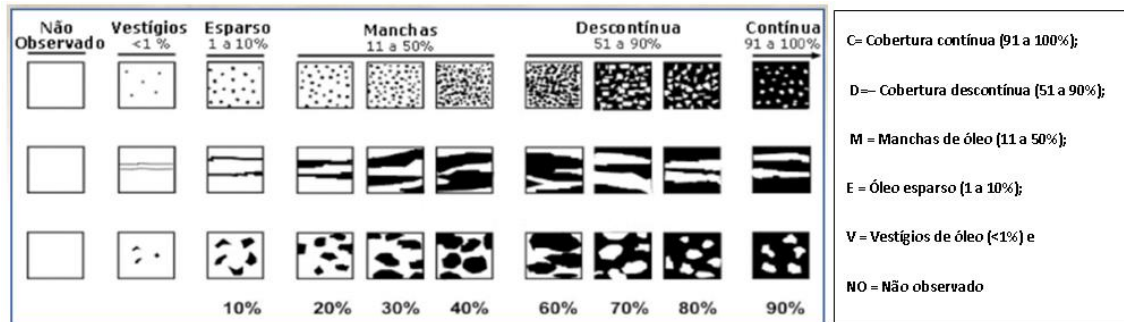 Não Observado
Vestígios
<1 %
Esparso
1 a 10%
Manchas
11 a 50%
Descontínua
51 a 90%
Contínua
91 a 100%
10% 20% 30% 40% 60% 70% 80% 90%
C= Cobertura contínua (91 a 100%);
D=– Cobertura descontínua (51 a 90%);
M = Manchas de óleo (11 a 50%);
E = Óleo esparso (1 a 10%);
V = Vestígios de óleo (<1%) e
NO = Não observado